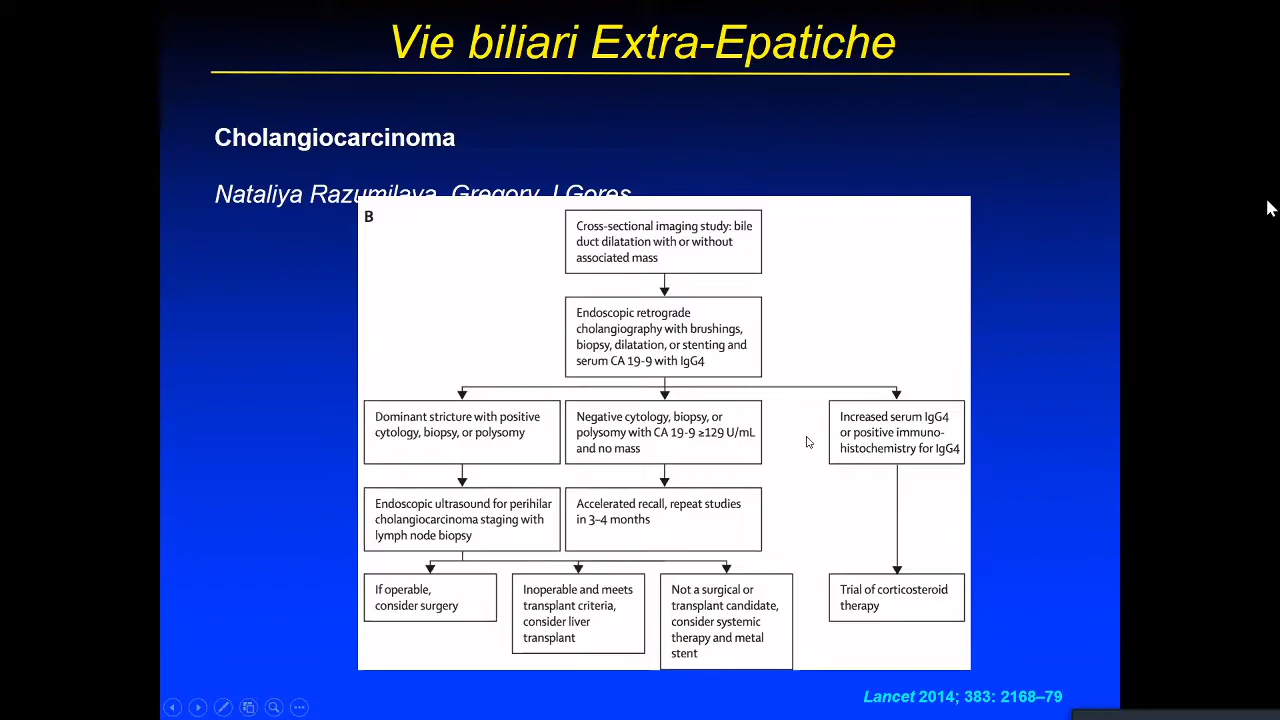 Vie biliari Extra-Epatiche
Cholangiocarcinoma
Nataliya Razumilava, Gregory J Gores
B
Cross-sectional imaging study: bile
duct dilatation with or without
associated mass
Endoscopic retrograde
cholangiography with brushings,
biopsy, dilatation, or stenting and
serum CA 19-9 with IgG4
Dominant stricture with positive
cytology, biopsy, or polysomy
Negative cytology, biopsy, or
polysomy with CA 19-9 ≥129 U/mL
and no mass
Increased serum IgG4
or positive immuno-
histochemistry for IgG4
Endoscopic ultrasound for perihilar
cholangiocarcinoma staging with
lymph node biopsy
Accelerated recall, repeat studies
in 3–4 months
If operable,
consider surgery
Inoperable and meets
transplant criteria,
consider liver
transplant
Not a surgical or
transplant candidate,
consider systemic
therapy and metal
stent
Trial of corticosteroid
therapy
Lancet 2014; 383: 2168–79